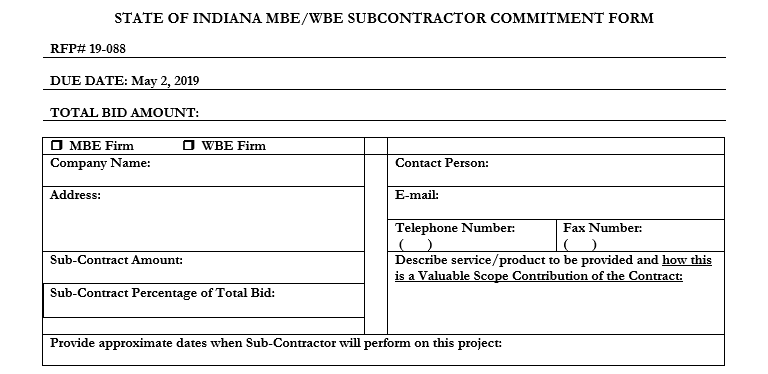 STATE OF INDIANA MBE/WBE SUBCONTRACTOR COMMITMENT FORM
RFP# 19-088
DUE DATE: May 2, 2019
TOTAL BID AMOUNT:
☐ MBE Firm ☐ WBE Firm
Company Name:
Contact Person:
Address:
E-mail:
Telephone Number:
( )
Fax Number:
( )
Sub-Contract Amount:
Describe service/product to be provided and how this
is a Valuable Scope Contribution of the Contract:
Sub-Contract Percentage of Total Bid:
Provide approximate dates when Sub-Contractor will perform on this project: